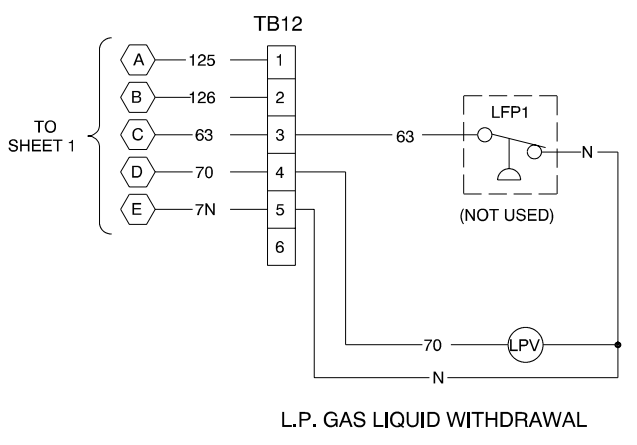 TB12
A 125 1
B 126 2
TO
SHEET 1
C 63 3 63
LFP1
N
(NOT USED)
D 70 4
E 7N 5
6
70 LPV
N
L.P. GAS LIQUID WITHDRAWAL